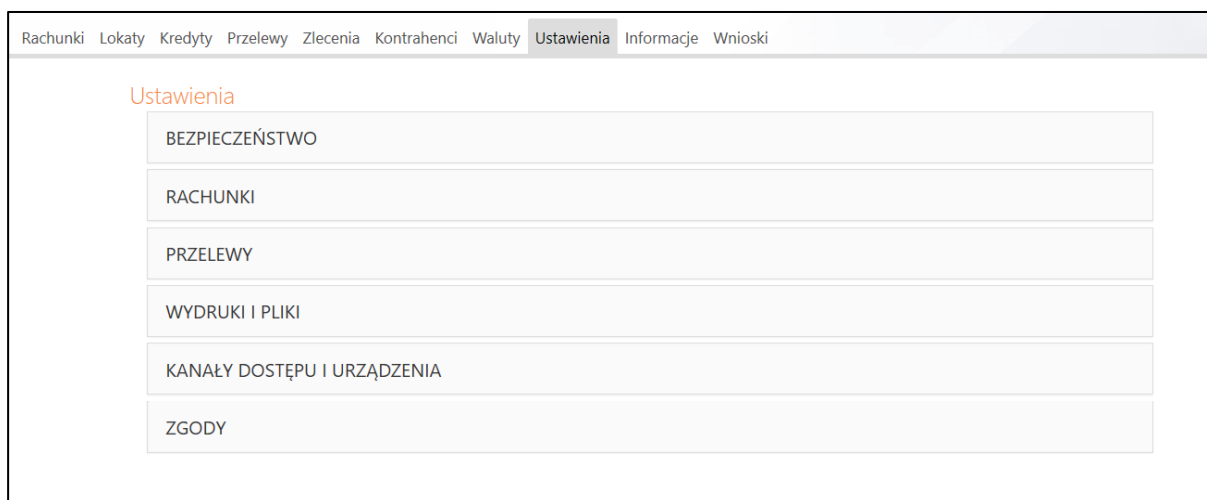 Rachunki Lokaty Kredyty Przelewy Zlecenia Kontrahenci Waluty Ustawienia Informacje Wnioski
Ustawienia
BEZPIECZEŃSTWO
RACHUNKI
PRZELEWY
WYDRUKI I PLIKI
KANAŁY DOSTĘPU I URZĄDZENIA
ZGODY